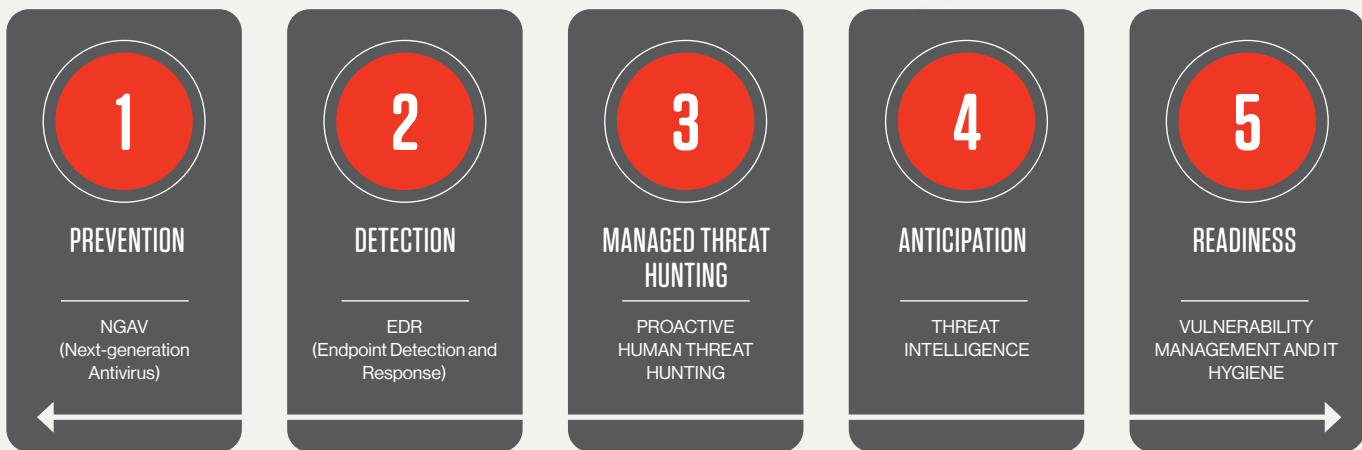 1
PREVENTION
NGAV
(Next-generation
Antivirus)
2
DETECTION
EDR
(Endpoint Detection and
Response)
3
MANAGED THREAT
HUNTING
PROACTIVE
HUMAN THREAT
HUNTING
4
ANTICIPATION
THREAT
INTELLIGENCE
5
READINESS
VULNERABILITY
MANAGEMENT AND IT
HYGIENE